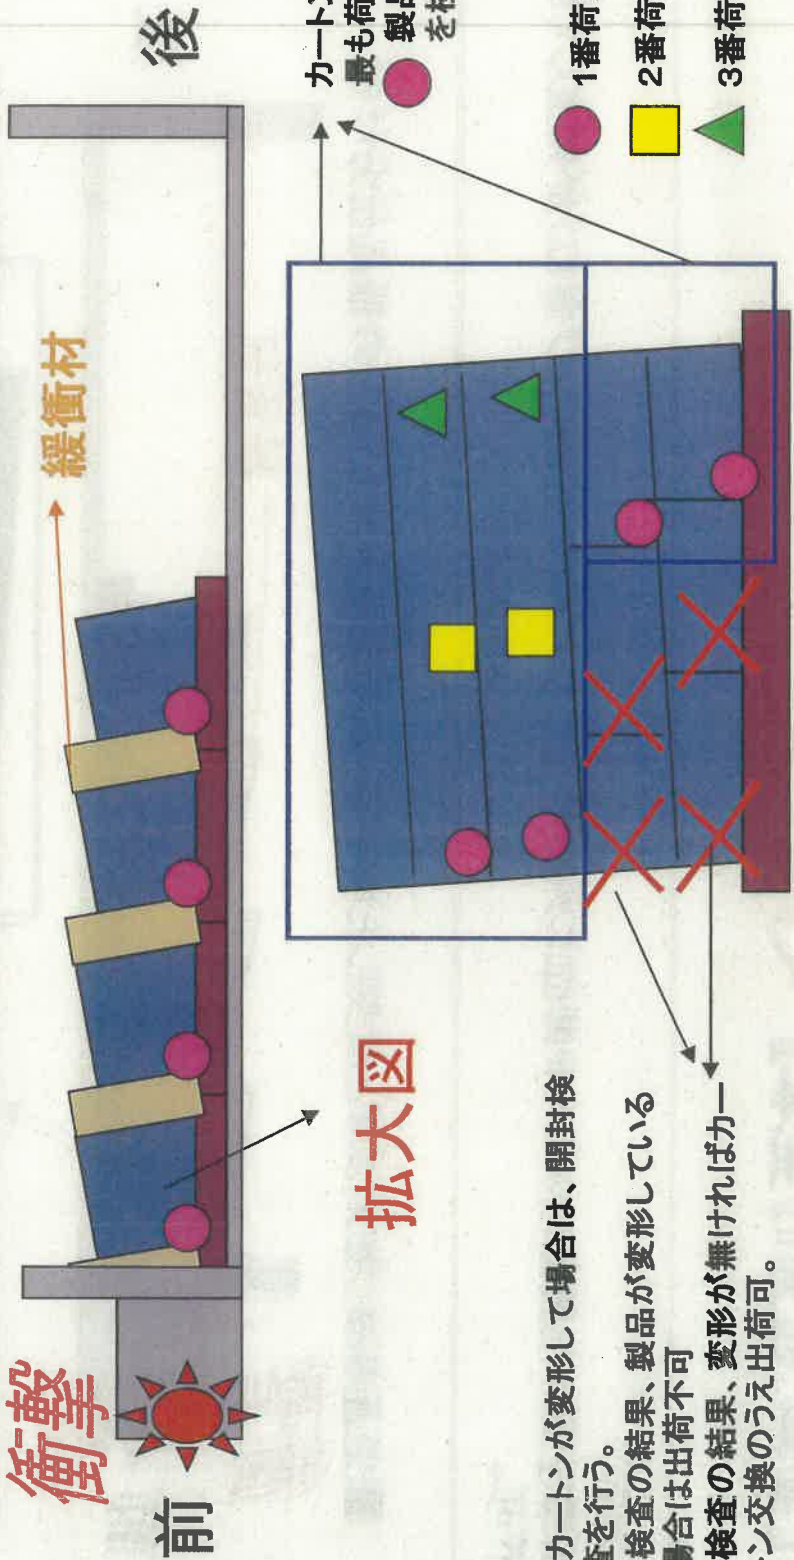 衝撃
前
後
緩衝材
拡大図
カートンが変形して場合は、開封検
査を行う。
検査の結果、製品が変形している
場合は出荷不可
検査の結果、変形が無ければカー
ン交換のうえ出荷可。
カートン
最も荷
製品
を検
1番荷
2番荷
3番荷